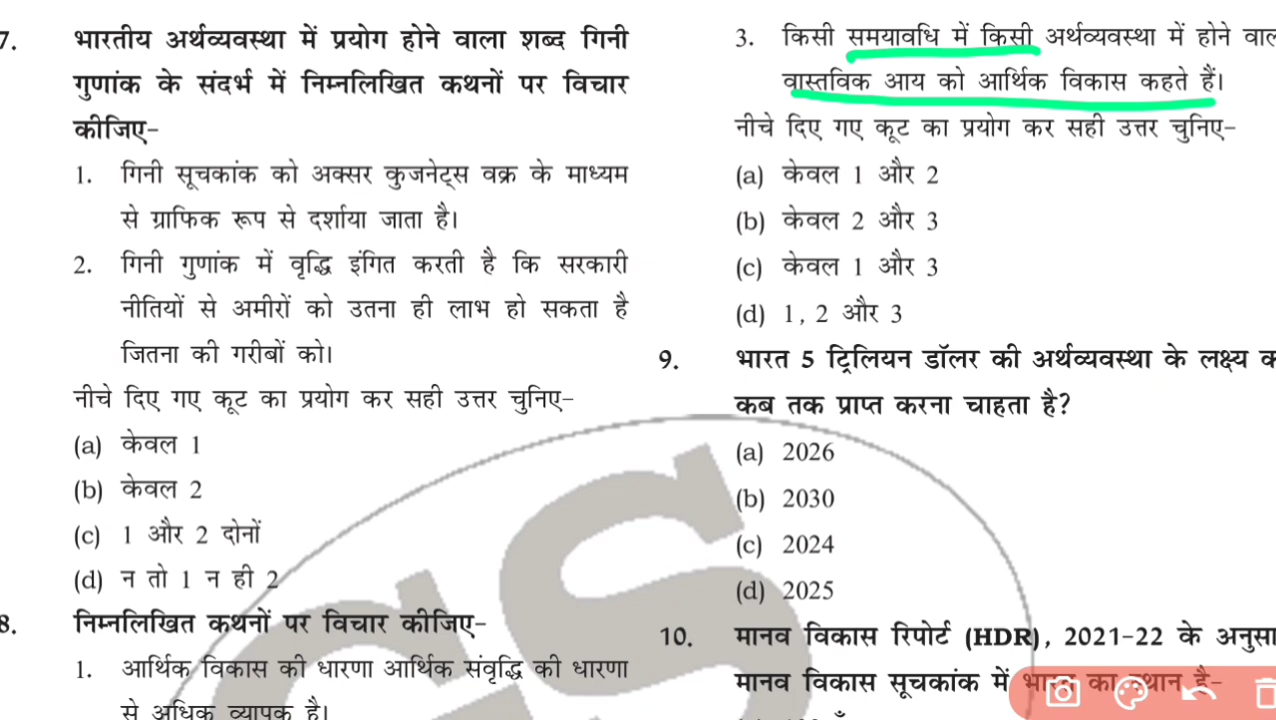 7. भारतीय अर्थव्यवस्था में प्रयोग होने वाला शब्द गिनी
गुणांक के संदर्भ में निम्नलिखित कथनों पर विचार
कीजिए-
1. गिनी सूचकांक को अक्सर कुजनेट्स वक्र के माध्यम
से ग्राफिक रूप से दर्शाया जाता है।
2. गिनी गुणांक में वृद्धि इंगित करती है कि सरकारी
नीतियों से अमीरों को उतना ही लाभ हो सकता है
जितना की गरीबों को।
नीचे दिए गए कूट का प्रयोग कर सही उत्तर चुनिए-
(a) केवल 1
(b) केवल 2
(c) 1 और 2 दोनों
(d) न तो 1 न ही 2
8. निम्नलिखित कथनों पर विचार कीजिए-
1. आर्थिक विकास की धारणा आर्थिक संवृद्धि की धारणा
से अधिक व्यापक है।
3. किसी समयावधि में किसी अर्थव्यवस्था में होने
वास्तविक आय को आर्थिक विकास कहते हैं।
नीचे दिए गए कूट का प्रयोग कर सही उत्तर चुनिए-
(a) केवल 1 और 2
(b) केवल 2 और 3
(c) केवल 1 और 3
(d) 1, 2 और 3
9. भारत 5 ट्रिलियन डॉलर की अर्थव्यवस्था के लक्ष्य
कब तक प्राप्त करना चाहता है?
(a) 2026
(b) 2030
(c) 2024
(d) 2025
10. मानव विकास रिपोर्ट (HDR), 2021-22 के
मानव विकास सूचकांक में भारत का स्थान है-